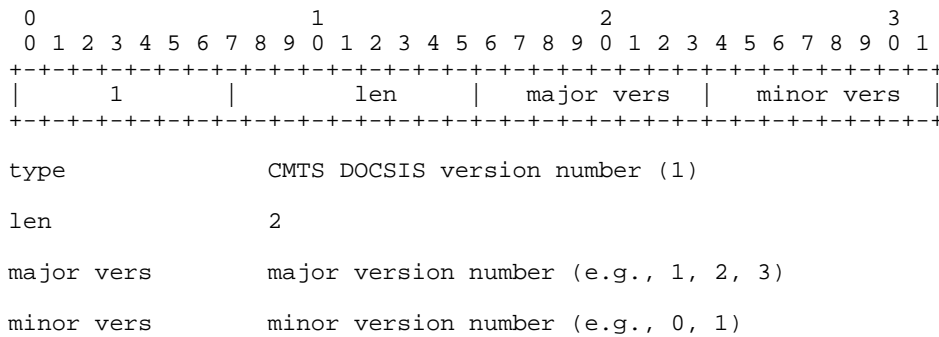 0                   1                   2                   3
 0 1 2 3 4 5 6 7 8 9 0 1 2 3 4 5 6 7 8 9 0 1 2 3 4 5 6 7 8 9 0 1
+-+-+-+-+-+-+-+-+-+-+-+-+-+-+-+-+-+-+-+-+-+-+-+-+-+-+-+-+-+-+-+-+
|      1       |        len     |   major vers  |   minor vers  |
+-+-+-+-+-+-+-+-+-+-+-+-+-+-+-+-+-+-+-+-+-+-+-+-+-+-+-+-+-+-+-+-+
type              CMTS DOCSIS version number (1)
len               2
major vers        major version number (e.g., 1, 2, 3)
minor vers        minor version number (e.g., 0, 1)